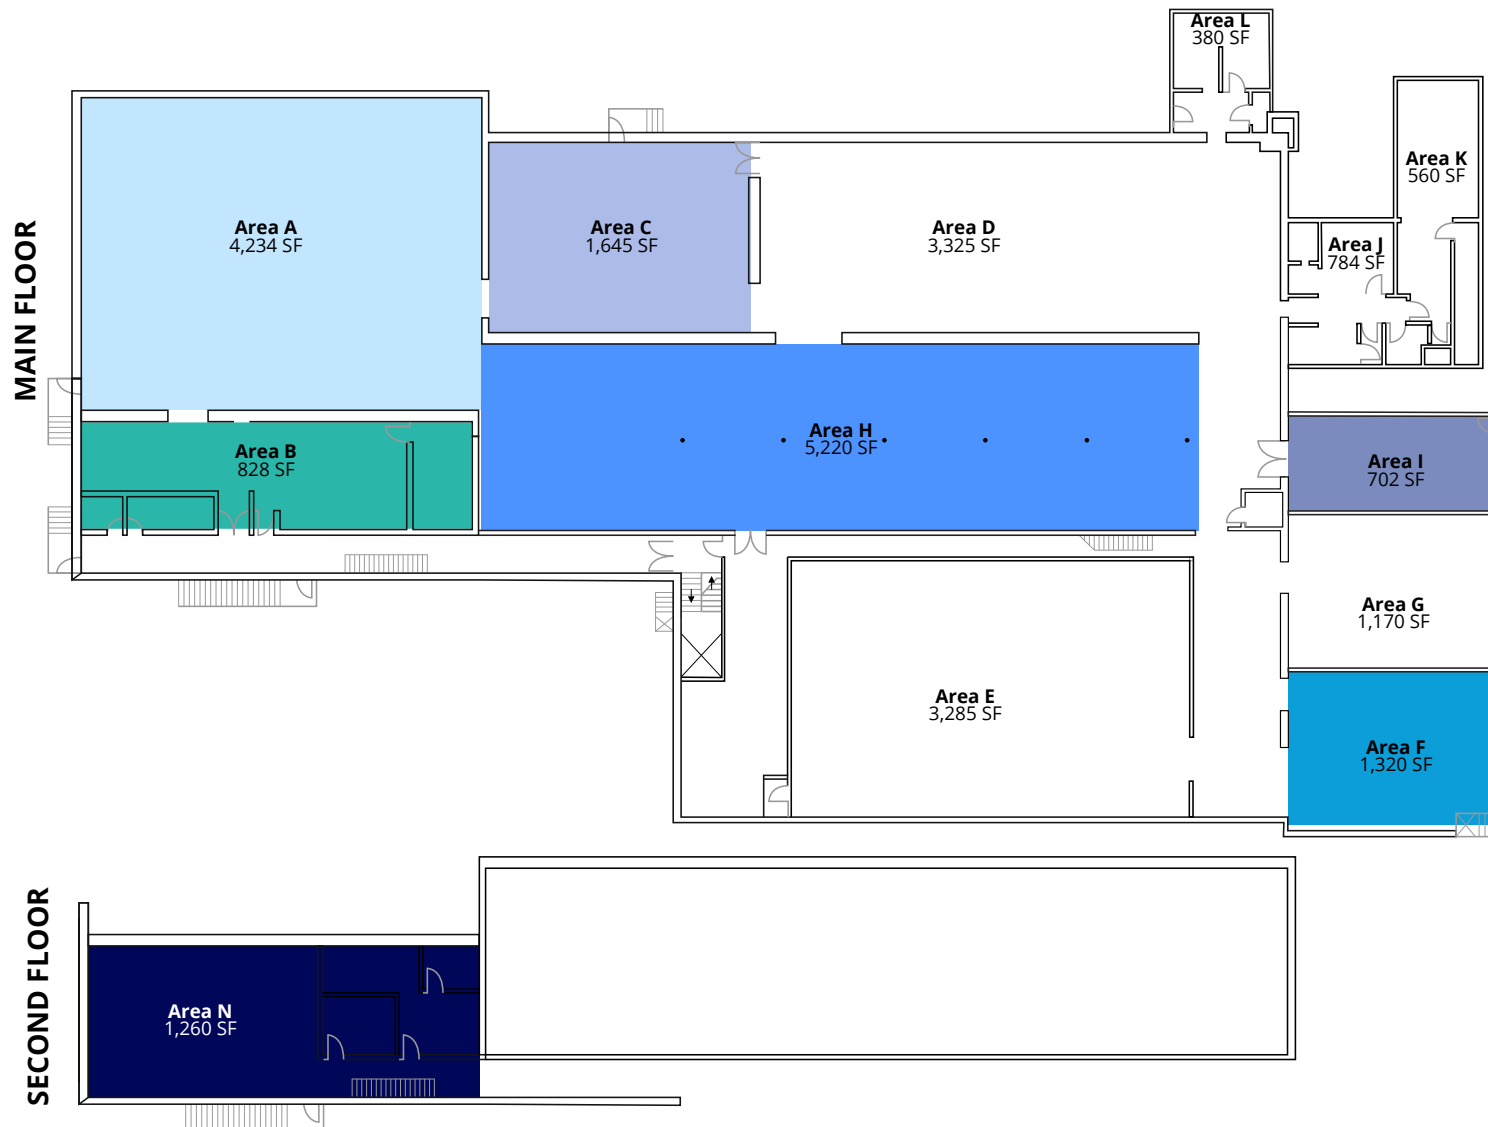 MAIN FLOOR
Area L
380 SF
Area K
560 SF
Area A
4,234 SF
Area C
1,645 SF
Area D
3,325 SF
Area J
784 SF
Area B
828 SF
Area H
5,220 SF
Area I
702 SF
Area G
1,170 SF
Area E
3,285 SF
Area F
1,320 SF
SECOND FLOOR
Area N
1,260 SF